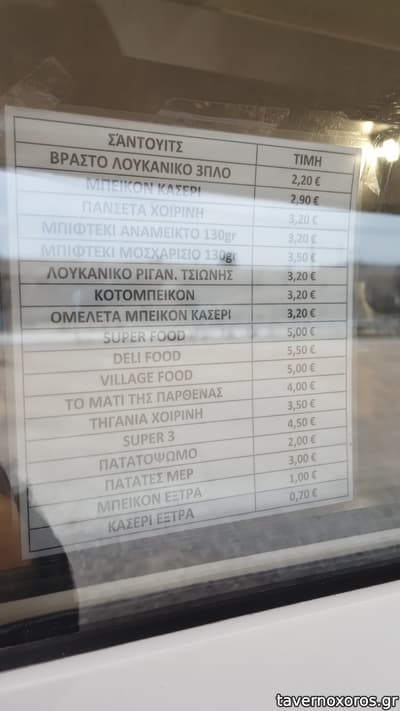 ΣΆΝΤΟΥΙΤΣ ΤΙΜΗ
ΒΡΑΣΤΟ ΛΟΥΚΑΝΙΚΟ 3ΠΛΟ 2,20 €
ΜΠΕΙΚΟΝ ΚΑΣΕΡΙ 2,90 €
ΠΑΝΣΕΤΑ ΧΟΙΡΙΝΗ 3,20 €
ΜΠΙΦΤΕΚΙ ΑΝΑΜΕΙΚΤΟ 130gr 3,20 €
ΜΠΙΦΤΕΚΙ ΜΟΣΧΑΡΙΣΙΟ 130gr 3,50 €
ΛΟΥΚΑΝΙΚΟ ΡΙΓΑΝ. ΤΣΙΩΝΗΣ 3,20 €
ΚΟΤΟΜΠΕΙΚΟΝ 3,20 €
ΟΜΕΛΕΤΑ ΜΠΕΙΚΟΝ ΚΑΣΕΡΙ 3,20 €
SUPER FOOD 5,00 €
DELI FOOD 5,50 €
VILLAGE FOOD 5,00 €
ΤΟ ΜΑΤΙ ΤΗΣ ΠΑΡΘΕΝΑΣ 4,00 €
ΤΗΓΑΝΙΑ ΧΟΙΡΙΝΗ 3,50 €
SUPER 3 4,50 €
ΠΑΤΑΤΟΨΩΜΟ 2,00 €
ΠΑΤΑΤΕΣ ΜΕΡ 3,00 €
ΜΠΕΙΚΟΝ ΕΞΤΡΑ 1,00 €
ΚΑΣΕΡΙ ΕΞΤΡΑ 0,70 €
tavernoxoros.gr